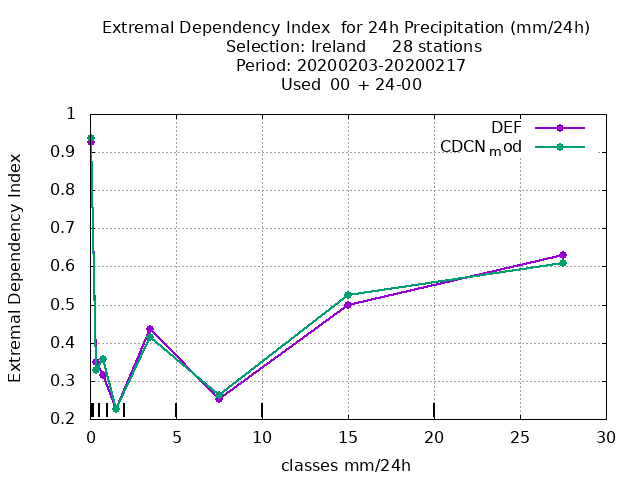 Extremal Dependency Index  for 24h Precipitation (mm/24h)
Selection: Ireland     28 stations
Period: 20200203-20200217
Used  00 + 24-00
DEF
CDCNmod
1
0.9
0.8
0.7
0.6
0.5
0.4
0.3
0.2
Extremal Dependency Index
0 5 10 15 20 25 30
classes mm/24h